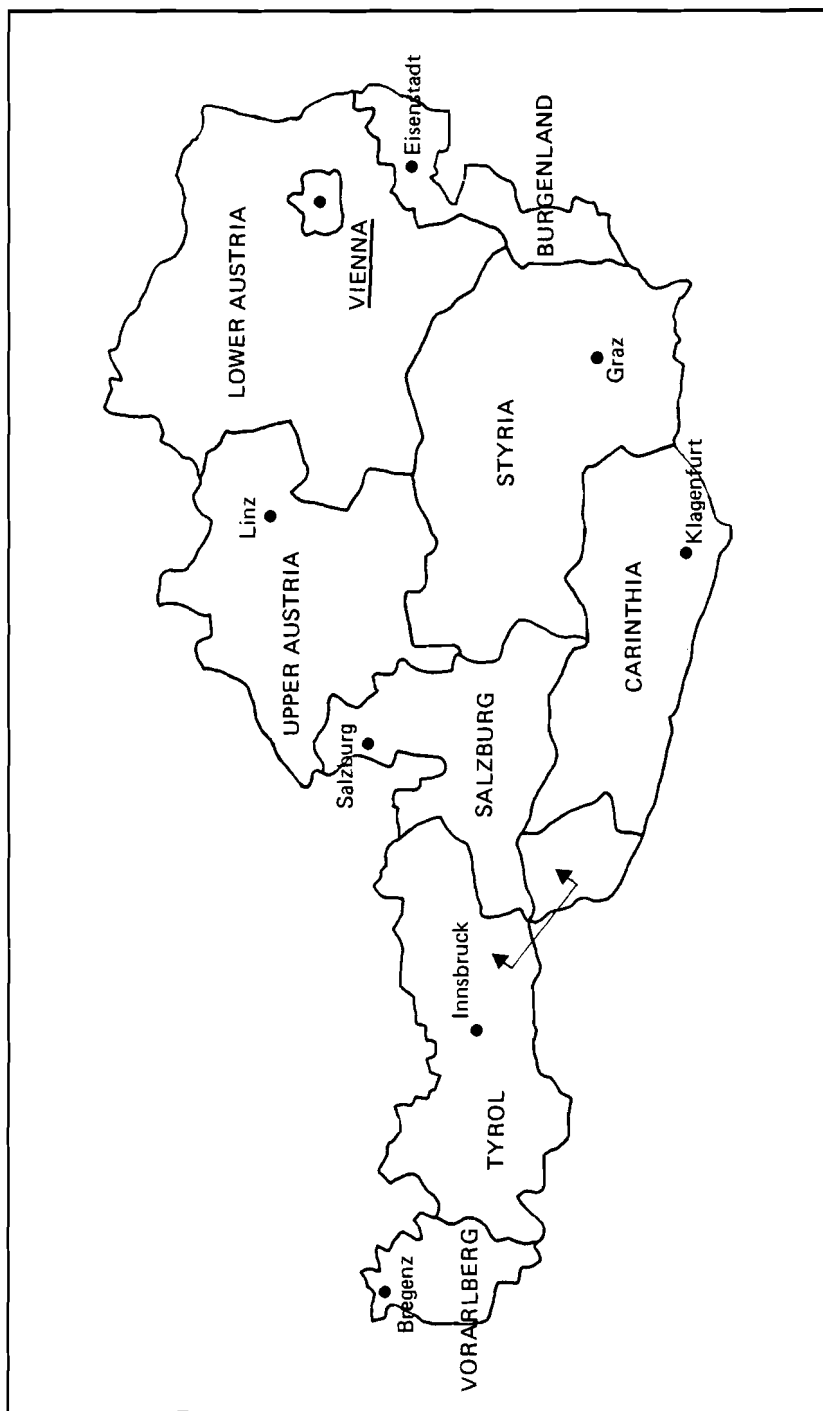 LOWER AUSTRIA
VIENNA
Eisenstadt
BURGENLAND
Linz
UPPER AUSTRIA
STYRIA
Graz
Salzburg
SALZBURG
CARINTHIA
Klagenfurt
Innsbruck
TYROL
Bregenz
VORARLBERG